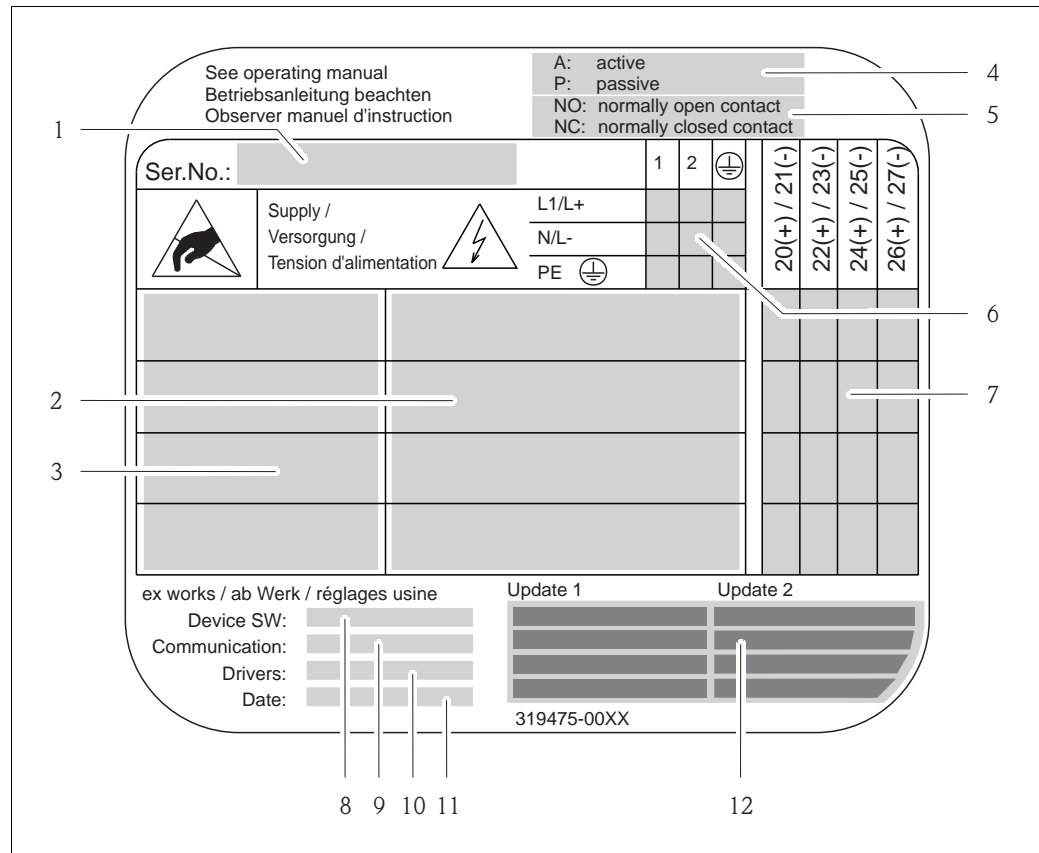 See operating manual
Betriebsanleitung beachten
Observer manuel d'instruction
A: active
P: passive
NO: normally open contact
NC: normally closed contact
4
5
1
Ser.No.:
1 2
20(+) / 21(-)
22(+) / 23(-)
24(+) / 25(-)
26(+) / 27(-)
Supply /
Versorgung /
Tension d'alimentation
L1/L+
N/L-
PE
6
2
7
3
ex works / ab Werk / réglages usine
Device SW:
Communication:
Drivers:
Date:
Update 1
Update 2
319475-00XX
8 9 10 11
12